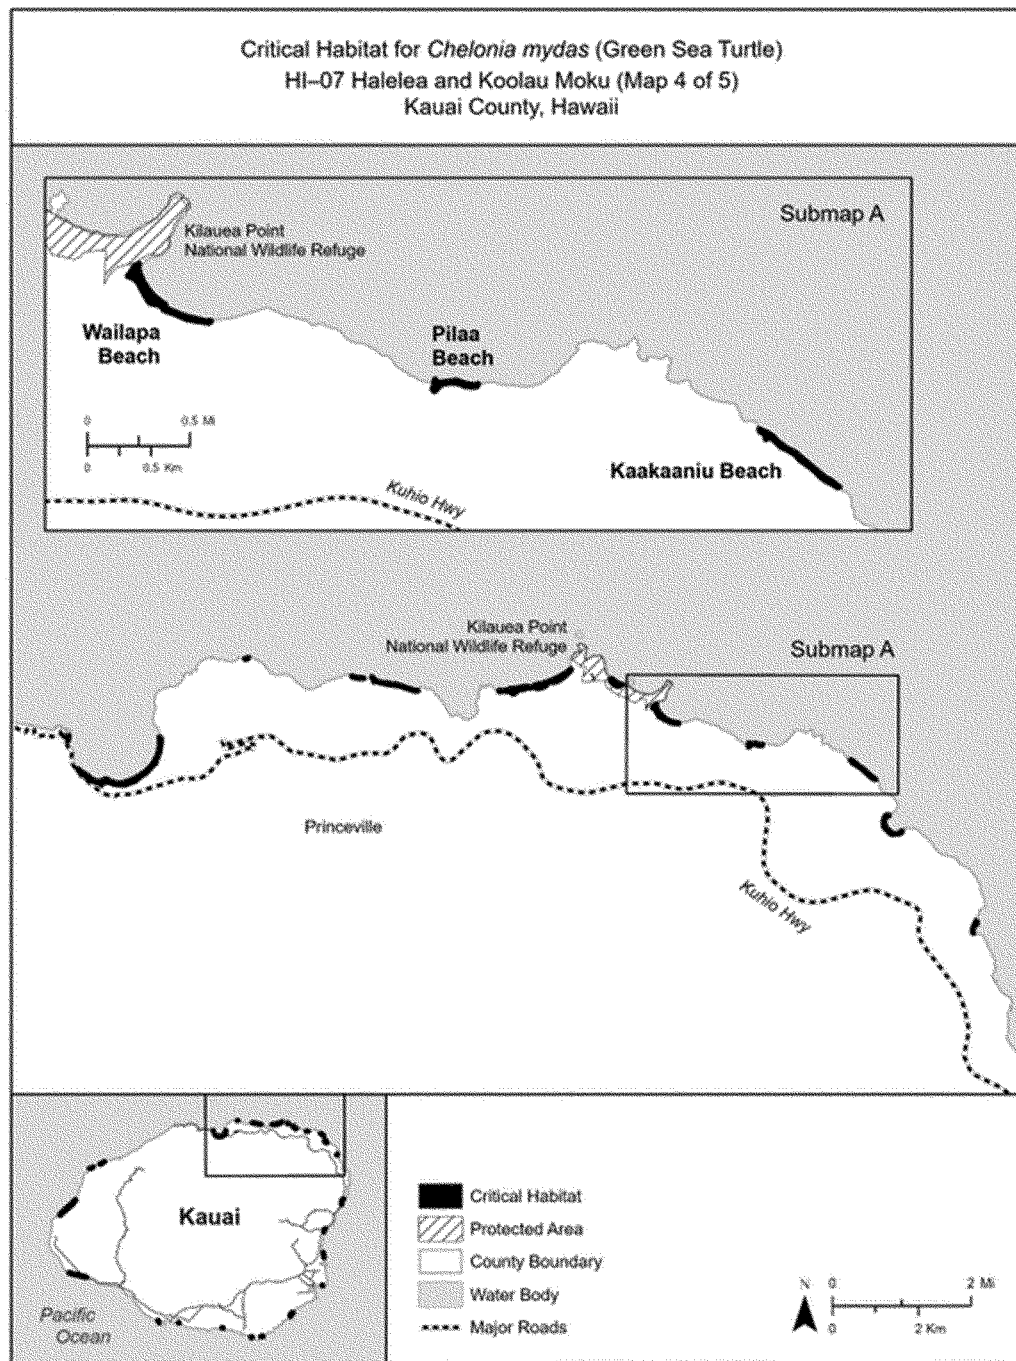 Critical Habitat for Chelonia mydas (Green Sea Turtle)
HI–07 Halelea and Koolau Moku (Map 4 of 5)
Kauai County, Hawaii
Submap A
Kilauea Point
National Wildlife Refuge
Wailapa
Beach
Pilaa
Beach
0 0.5 Mi
0 0.5 Km
Kaakaaniu Beach
Kuhio Hwy
Kilauea Point
National Wildlife Refuge
Submap A
Princeville
Kuhio Hwy
Kauai
Pacific
Ocean
Critical Habitat
Protected Area
County Boundary
Water Body
Major Roads
N
0 2 Mi
0 2 Km